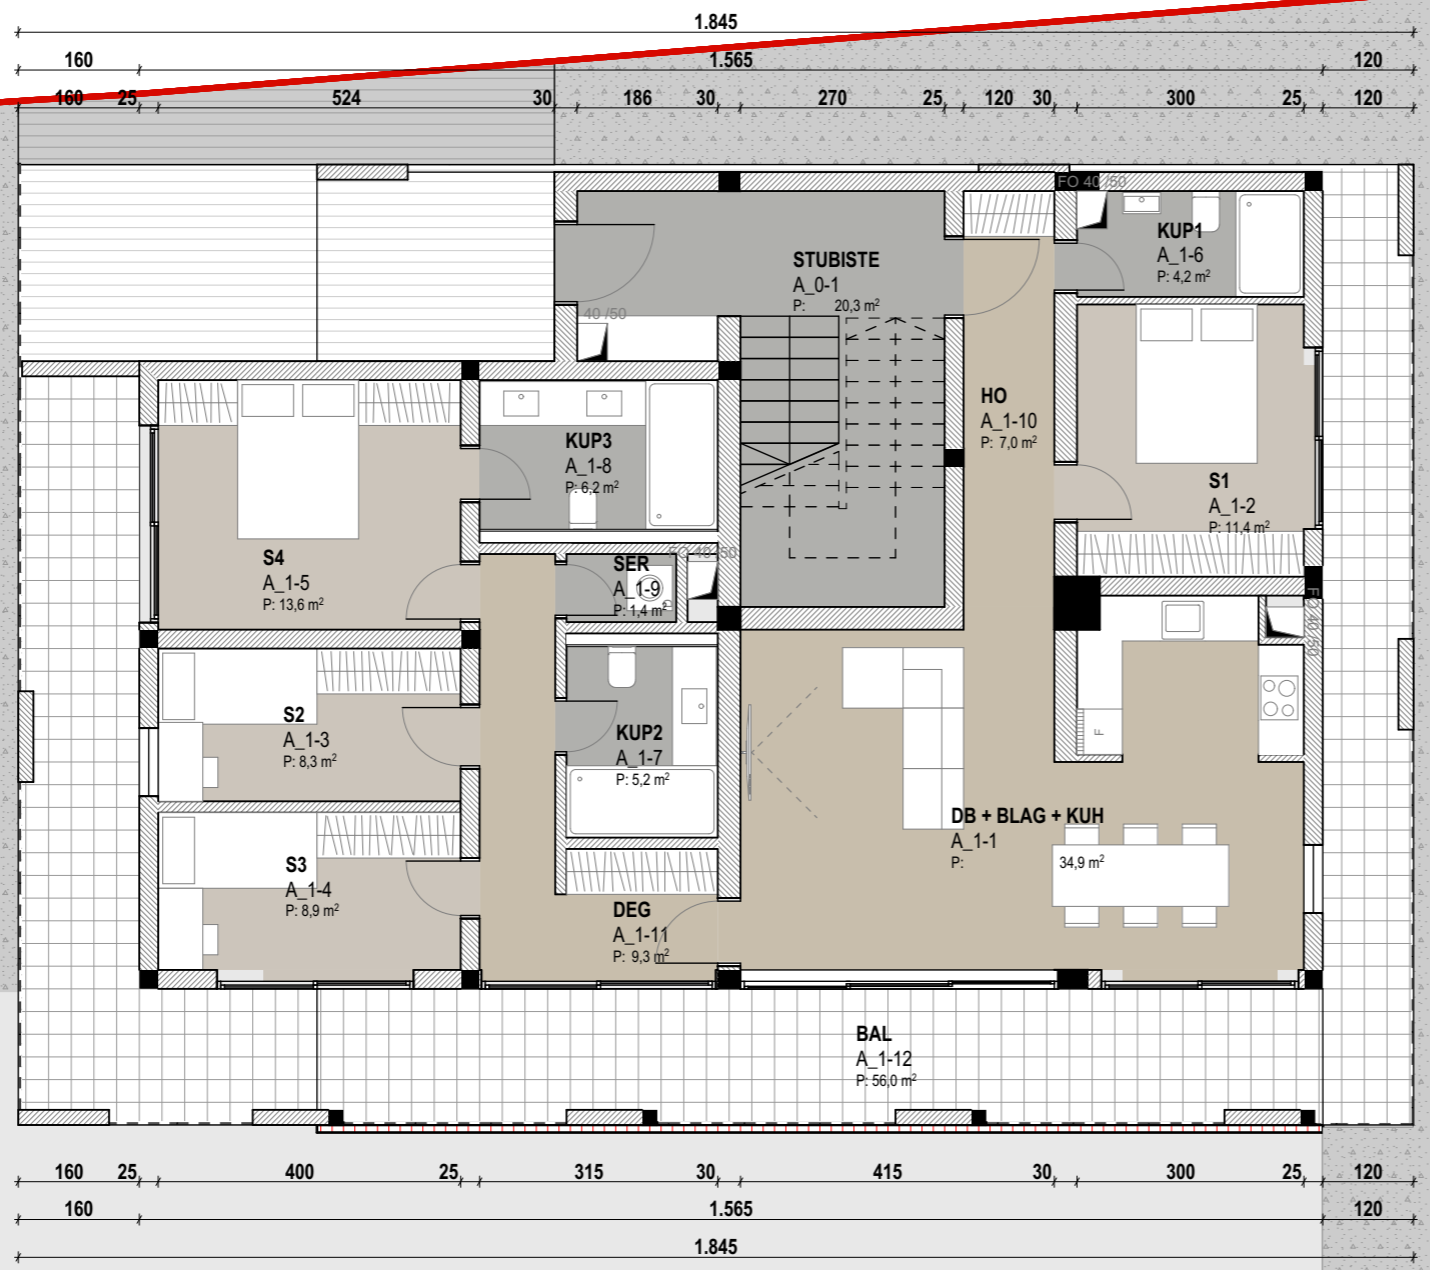 1.845
160 1.565 120
160 25 524 30 186 30 270 25 120 30 300 25 120
FO 40 /50
KUP1
A_1-6
P: 4,2 m²
STUBISTE
A_0-1
P: 20,3 m²
40 /50
HO
A_1-10
P: 7,0 m²
KUP3
A_1-8
P: 6,2 m²
S1
A_1-2
P: 11,4 m²
S4
A_1-5
P: 13,6 m²
FO 40 /50
SER
A_1-9
P: 1,4 m²
FO 40 /50
S2
A_1-3
P: 8,3 m²
KUP2
A_1-7
P: 5,2 m²
F
DB + BLAG + KUH
A_1-1
P: 34,9 m²
S3
A_1-4
P: 8,9 m²
DEG
A_1-11
P: 9,3 m²
BAL
A_1-12
P: 56,0 m²
160 25 400 25 315 30 415 30 300 25 120
160 1.565 120
1.845